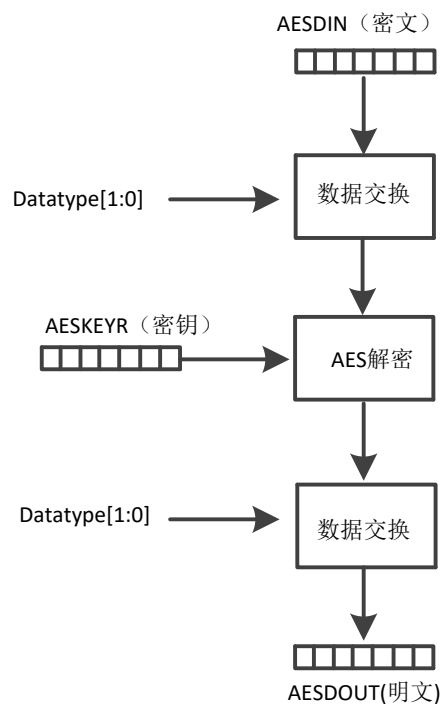 AESDIN（密文）
Datatype[1:0]
数据交换
AESKEYR（密钥）
AES解密
Datatype[1:0]
数据交换
AESDOUT(明文)